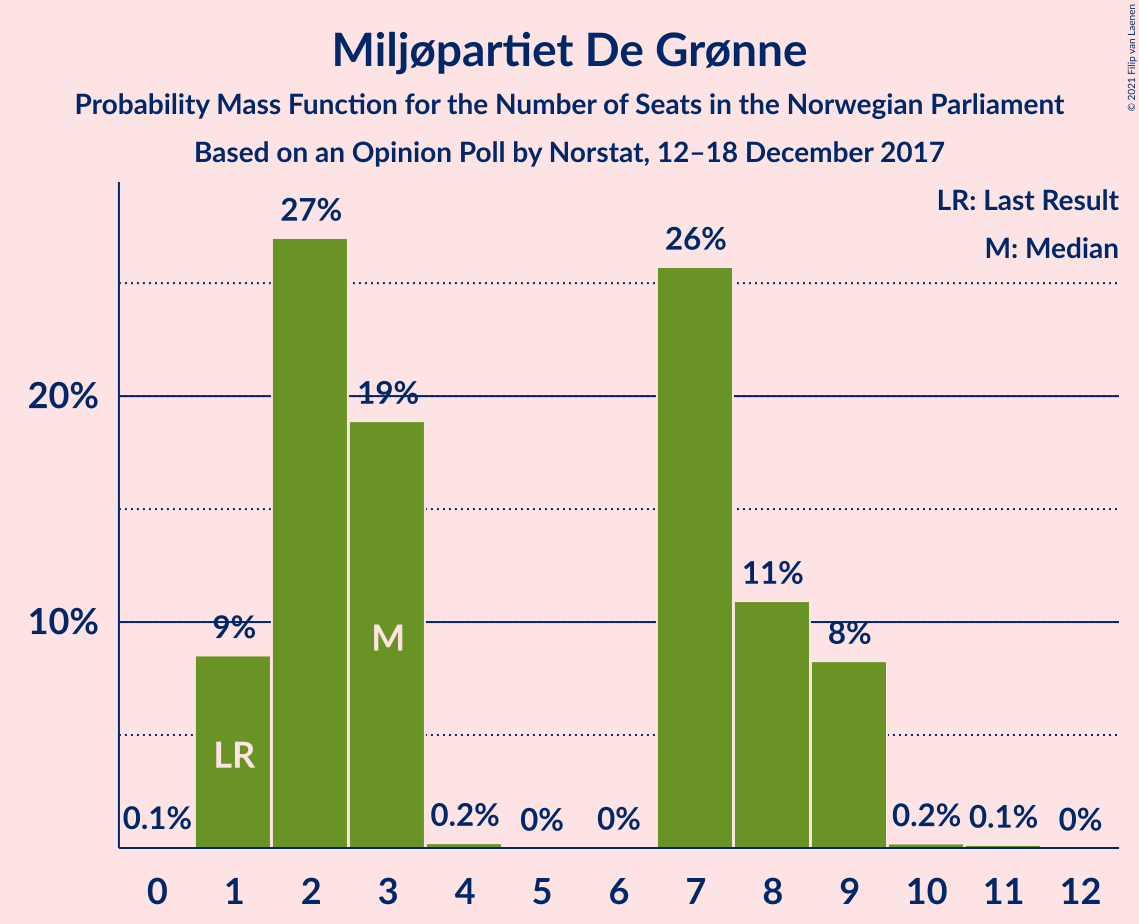 Miljøpartiet De Grønne
Probability Mass Function for the Number of Seats in the Norwegian Parliament
Based on an Opinion Poll by Norstat, 12–18 December 2017
© 2021 Filip van Laenen
LR: Last Result
M: Median
27%
26%
20%
19%
11%
10%
9%
8%
M
LR
0.1%
0.2%
0%
0%
0.2%
0.1%
0%
0 1 2 3 4 5 6 7 8 9 10 11 12